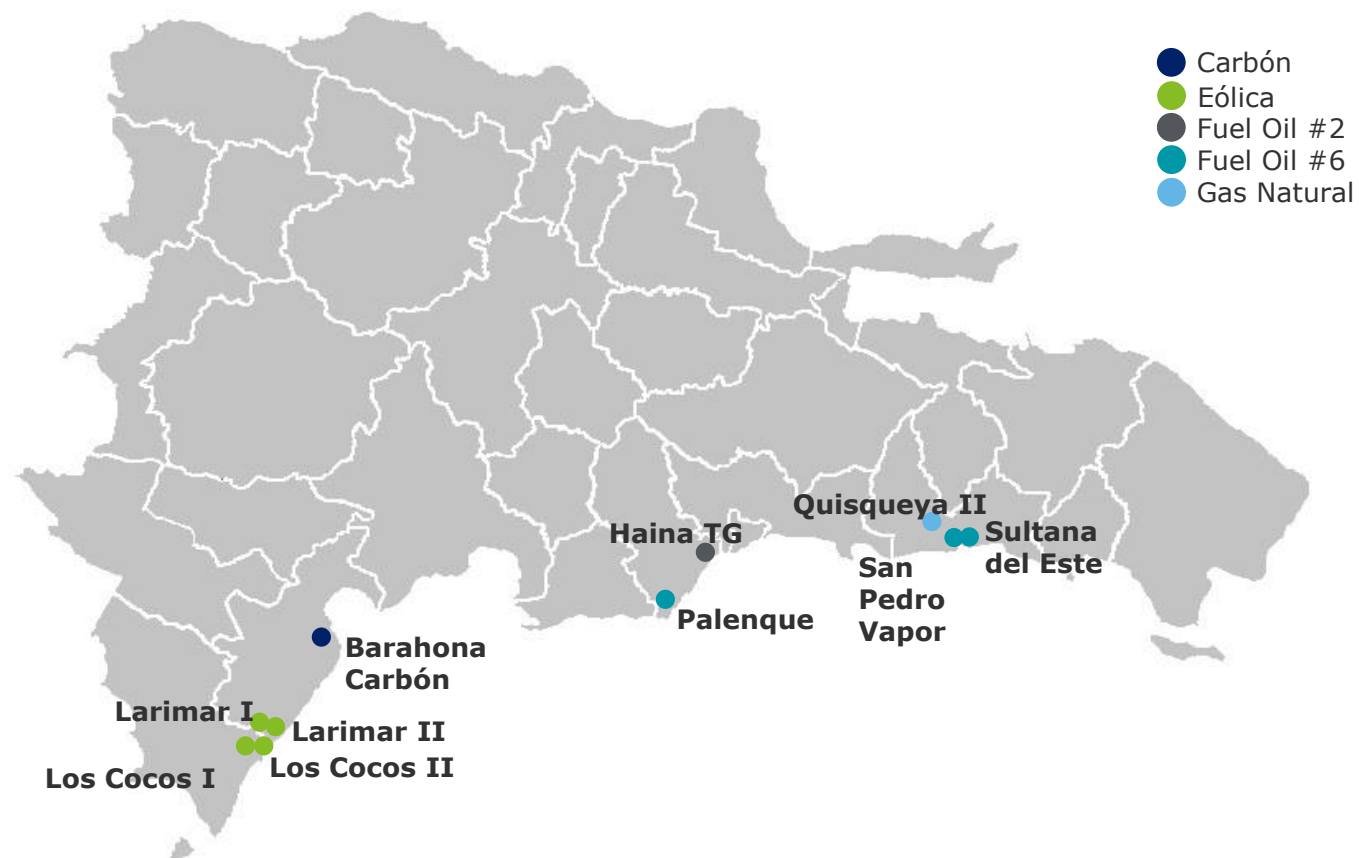 Carbón
Eólica
Fuel Oil #2
Fuel Oil #6
Gas Natural
Quisqueya II
Haina TG
Sultana
del Este
San
Pedro
Vapor
Palenque
Barahona
Carbón
Larimar I
Larimar II
Los Cocos II
Los Cocos I